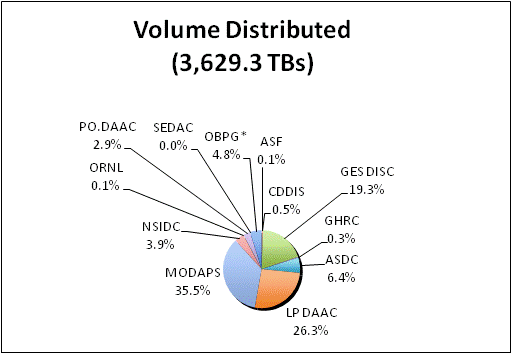 Volume Distributed
(3,629.3 TBs)
PO.DAAC
2.9%
SEDAC
0.0%
OBPG *
4.8%
ASF
0.1%
ORNL
0.1%
CDDIS
0.5%
GES DISC
19.3%
NSIDC
3.9%
GHRC
0.3%
MODAPS
35.5%
ASDC
6.4%
LP DAAC
26.3%